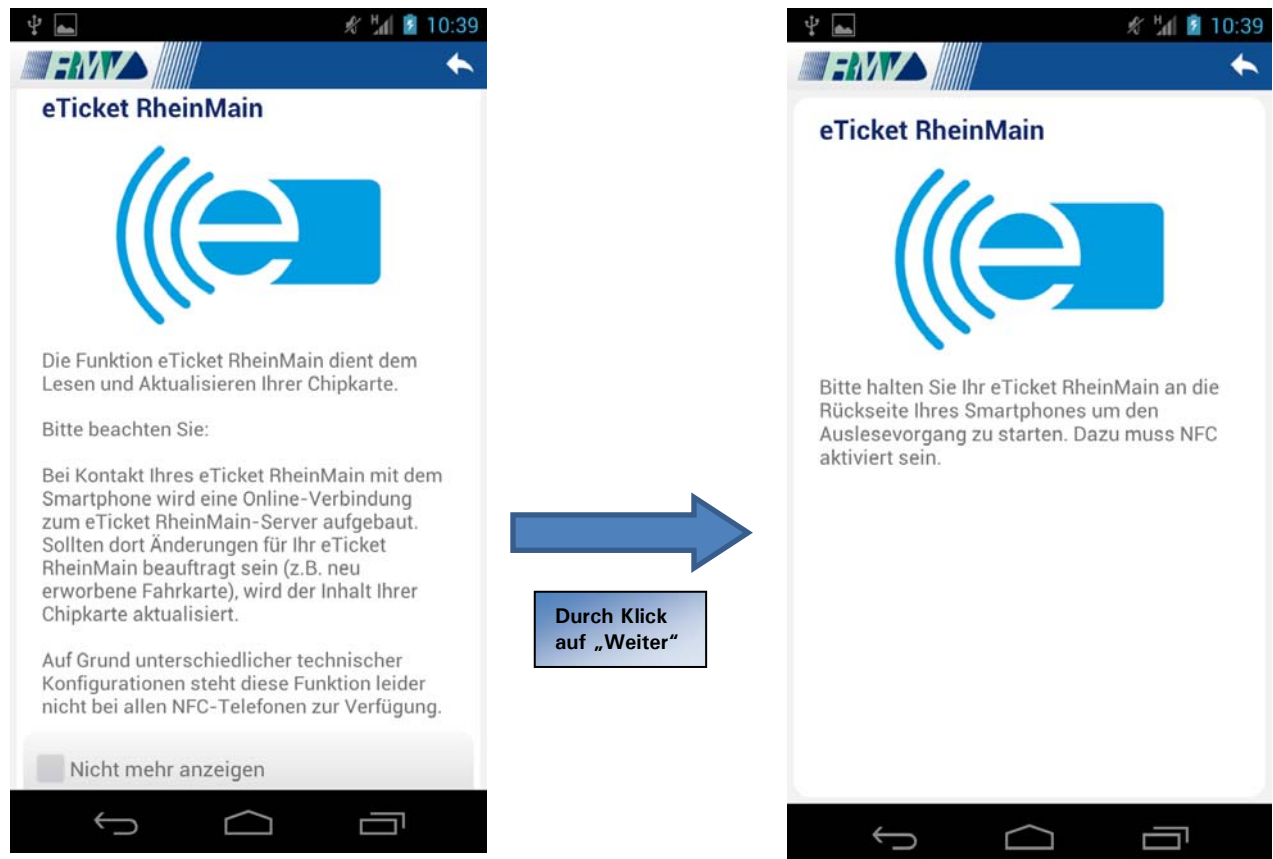 H
10:39
RMV
eTicket RheinMain
e
Die Funktion eTicket RheinMain dient dem
Lesen und Aktualisieren Ihrer Chipkarte.
Bitte beachten Sie:
Bei Kontakt Ihres eTicket RheinMain mit dem
Smartphone wird eine Online-Verbindung
zum eTicket RheinMain-Server aufgebaut.
Sollten dort Änderungen für Ihr eTicket
RheinMain beauftragt sein (z.B. neu
erworbene Fahrkarte), wird der Inhalt Ihrer
Chipkarte aktualisiert.
Auf Grund unterschiedlicher technischer
Konfigurationen steht diese Funktion leider
nicht bei allen NFC-Telefonen zur Verfügung.
Nicht mehr anzeigen
Durch Klick
auf „Weiter“
H
10:39
RMV
eTicket RheinMain
e
Bitte halten Sie Ihr eTicket RheinMain an die
Rückseite Ihres Smartphones um den
Auslesevorgang zu starten. Dazu muss NFC
aktiviert sein.